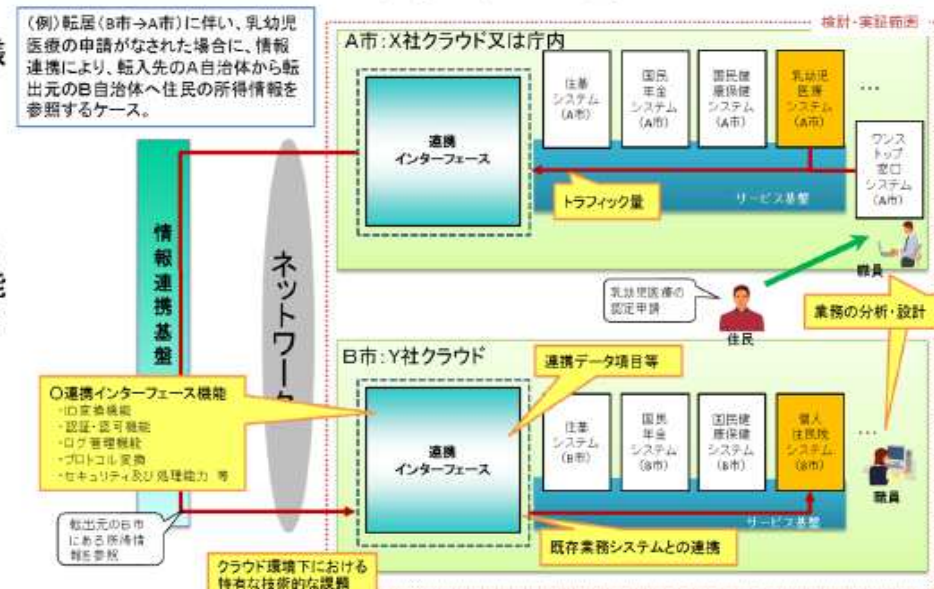 (例)転居(B市→A市)に伴い、乳幼児
医療の申請がなされた場合に、情報
連携により、転入先のA自治体から転
出元のB自治体へ住民の所得情報を
参照するケース。
検討・実証範囲
A市:X社クラウド又は庁内
連携
インターフェース
住基
システム
(A市)
国民
年金
システム
(A市)
国民健
康保健
システム
(A市)
乳幼児
医療
システム
(A市)
…
ワンス
トップ
窓口
システム
(A市)
トラフィック量
サービス基盤
職員
情報連携基盤
ネットワーク
乳幼児医療の
認定申請
住民
業務の分析・設計
B市:Y社クラウド
連携データ項目等
〇連携インターフェース機能
・ID変換機能
・認証・認可機能
・ログ管理機能
・プロトコル変換
・セキュリティ及び処理能力 等
連携
インターフェース
住基
システム
(B市)
国民
年金
システム
(B市)
国民健
康保健
システム
(B市)
個人
住民税
システム
(B市)
…
職員
サービス基盤
転出元のB市
にある所得情
報を参照
既存業務システムとの連携
クラウド環境下における
特有な技術的な課題